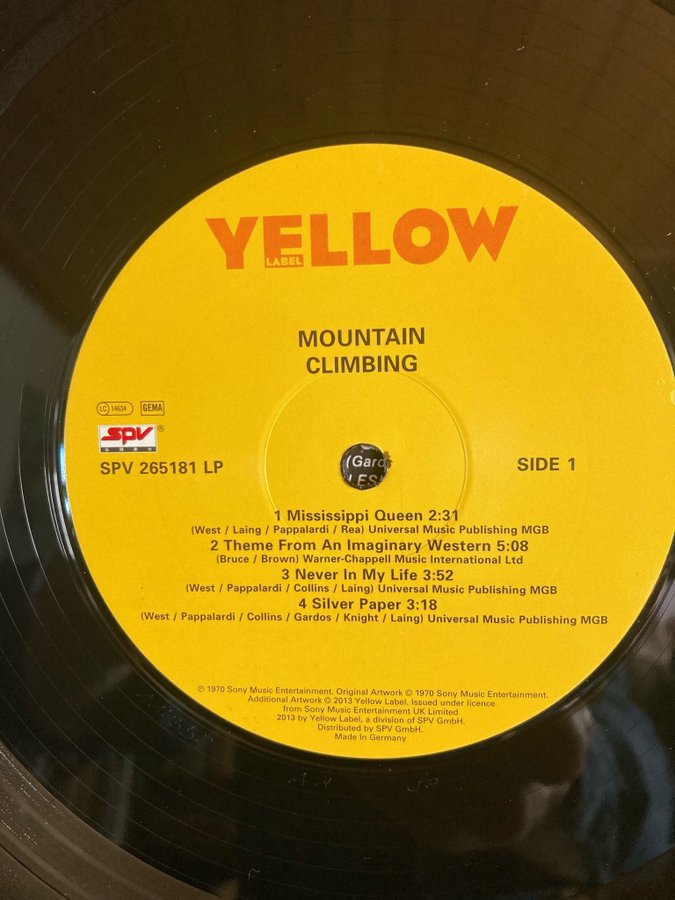 YELLOW
LABEL
MOUNTAIN
CLIMBING
LC 14634 GEMA
spv ®
GMBH
SPV 265181 LP
SIDE 1
(Gard
LES
1 Mississippi Queen 2:31
(West / Laing / Pappalardi / Rea) Universal Music Publishing MGB
2 Theme From An Imaginary Western 5:08
(Bruce / Brown) Warner-Chappell Music International Ltd
3 Never In My Life 3:52
(West / Pappalardi / Collins / Laing) Universal Music Publishing MGB
4 Silver Paper 3:18
(West / Pappalardi / Collins / Gardos / Knight / Laing) Universal Music Publishing MGB
℗ 1970 Sony Music Entertainment. Original Artwork © 1970 Sony Music Entertainment.
Additional Artwork © 2013 Yellow Label. Issued under licence
from Sony Music Entertainment UK Limited
2013 by Yellow Label, a division of SPV GmbH.
Distributed by SPV GmbH.
Made in Germany